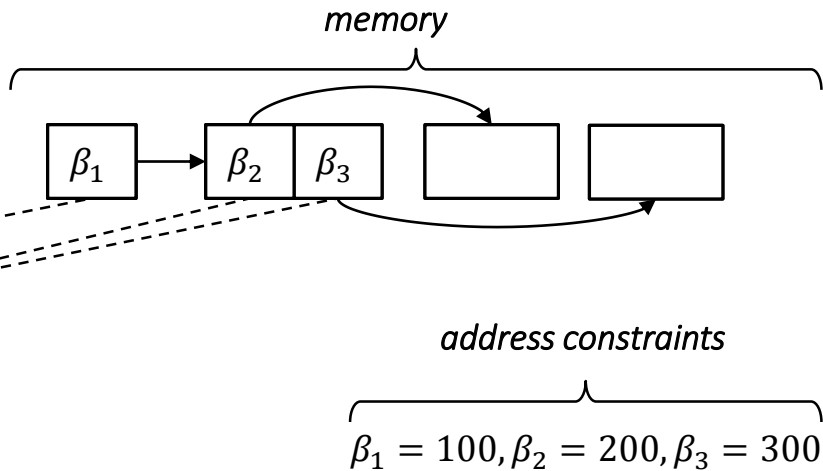 memory
β₁ β₂ β₃
address constraints
β₁ = 100, β₂ = 200, β₃ = 300